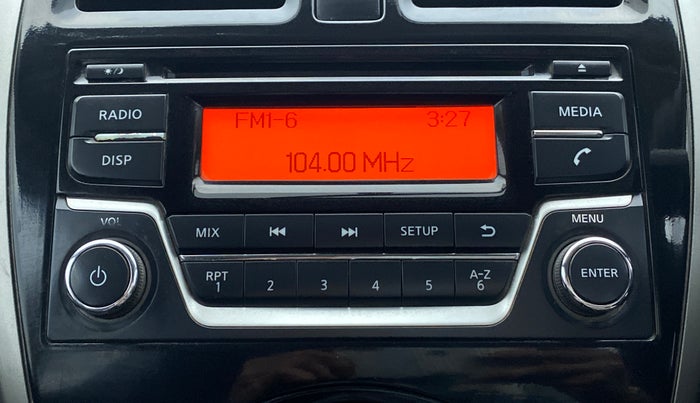 RADIO
DISP
FM1-6 3:27
104.00 MHz
MEDIA
VOL
MIX
SETUP
MENU
RPT
1 2 3 4 5
A-Z
6
ENTER